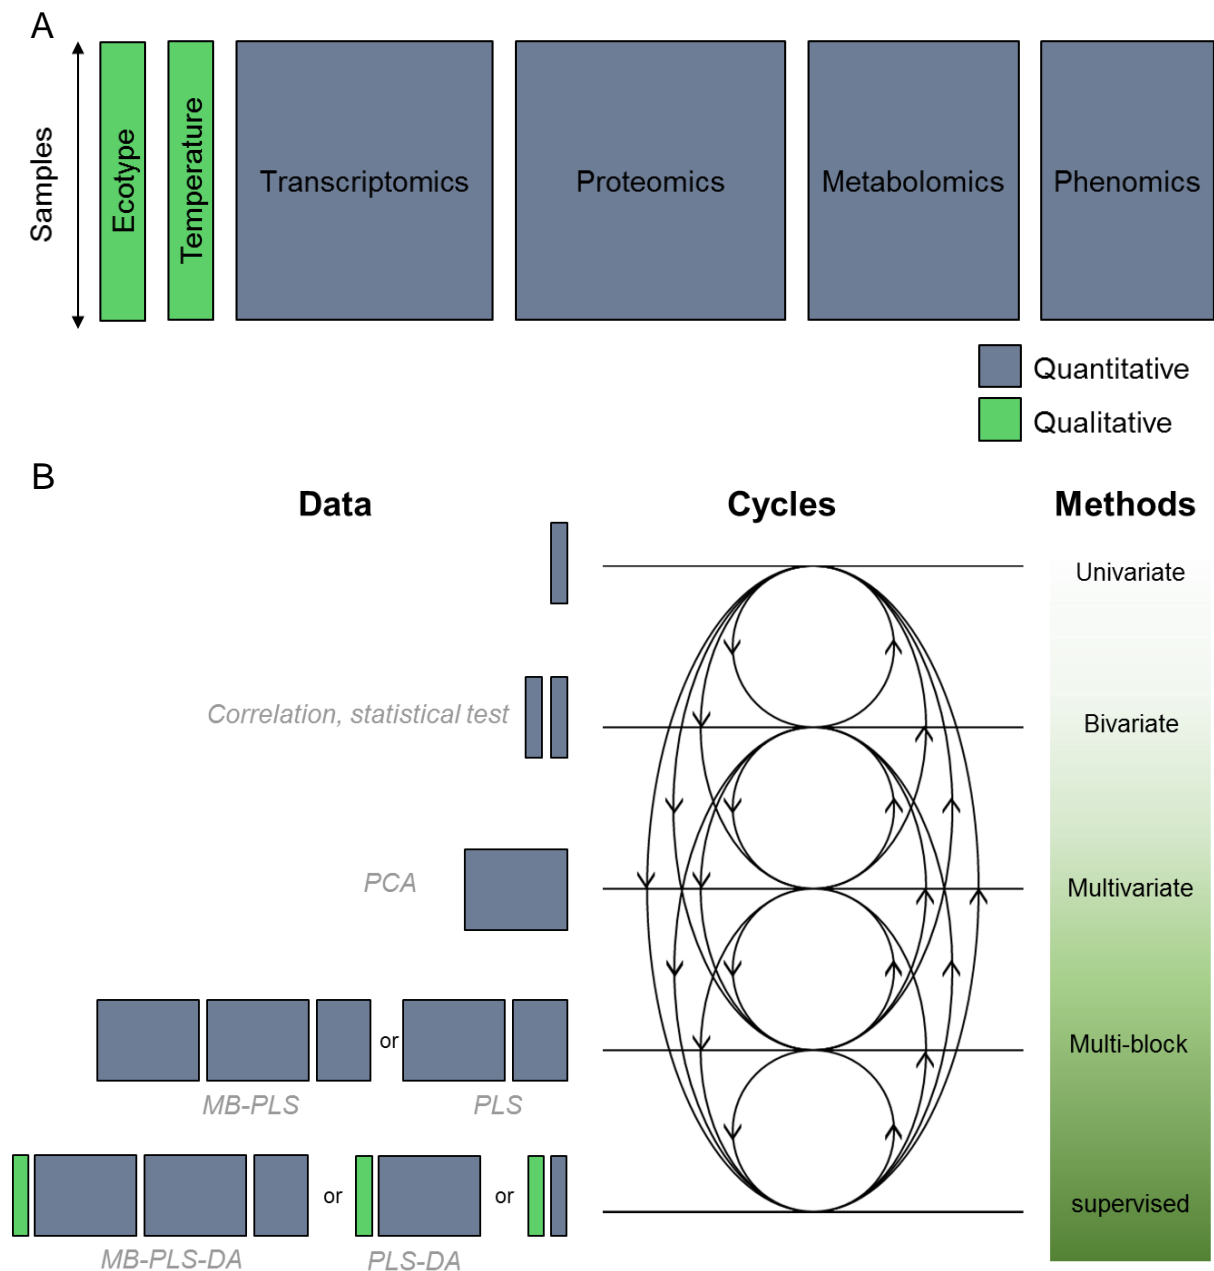 A
Samples
Ecotype
Temperature
Transcriptomics
Proteomics
Metabolomics
Phenomics
Quantitative
Qualitative
B
Data
Cycles
Methods
Univariate
Correlation, statistical test
Bivariate
PCA
Multivariate
or
Multi-block
MB-PLS
PLS
or
or
supervised
MB-PLS-DA
PLS-DA